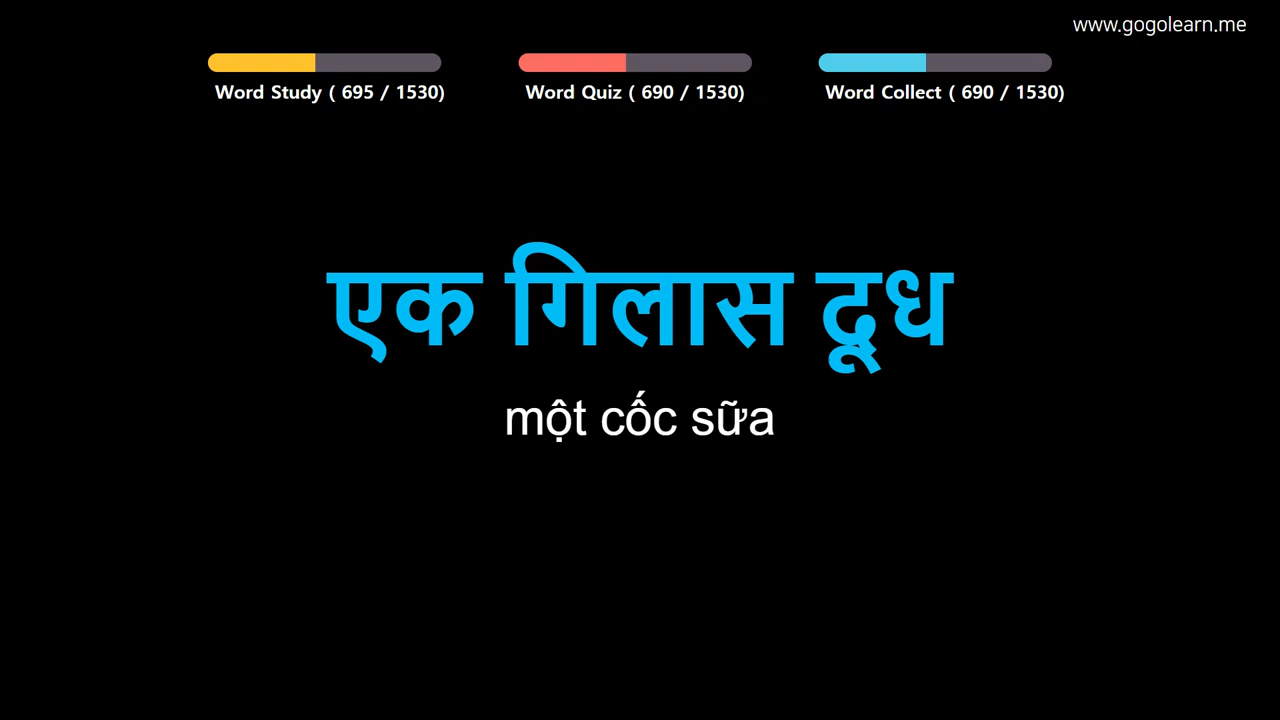 www.gogolearn.me
Word Study ( 695 / 1530)
Word Quiz ( 690 / 1530)
Word Collect ( 690 / 1530)
एक गिलास दूध
một cốc sữa